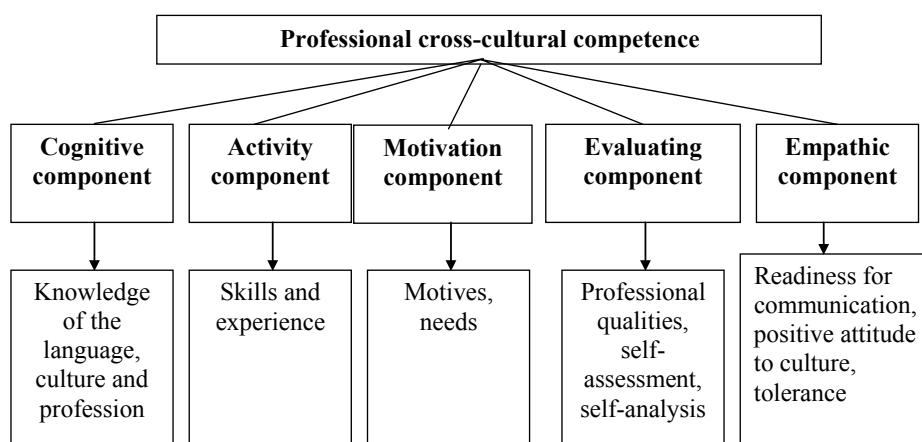 Professional cross-cultural competence
Cognitive
component
Activity
component
Motivation
component
Evaluating
component
Empathic
component
Knowledge
of the
language,
culture and
profession
Skills and
experience
Motives,
needs
Professional
qualities,
self-
assessment,
self-analysis
Readiness for
communication,
positive attitude
to culture,
tolerance